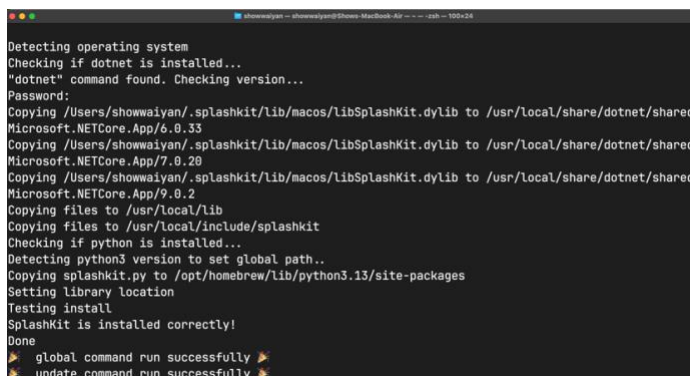 showwaiyan — showwaiyan@Shows-MacBook-Air — ~ — -zsh — 100×24
Detecting operating system
Checking if dotnet is installed...
"dotnet" command found. Checking version...
Password:
Copying /Users/showwaiyan/.splashkit/lib/macos/libSplashKit.dylib to /usr/local/share/dotnet/shared
Microsoft.NETCore.App/6.0.33
Copying /Users/showwaiyan/.splashkit/lib/macos/libSplashKit.dylib to /usr/local/share/dotnet/shared
Microsoft.NETCore.App/7.0.20
Copying /Users/showwaiyan/.splashkit/lib/macos/libSplashKit.dylib to /usr/local/share/dotnet/shared
Microsoft.NETCore.App/9.0.2
Copying files to /usr/local/lib
Copying files to /usr/local/include/splashkit
Checking if python is installed...
Detecting python3 version to set global path..
Copying splashkit.py to /opt/homebrew/lib/python3.13/site-packages
Setting library location
Testing install
SplashKit is installed correctly!
Done
🎉 global command run successfully 🎉
🎉 update command run successfully 🎉